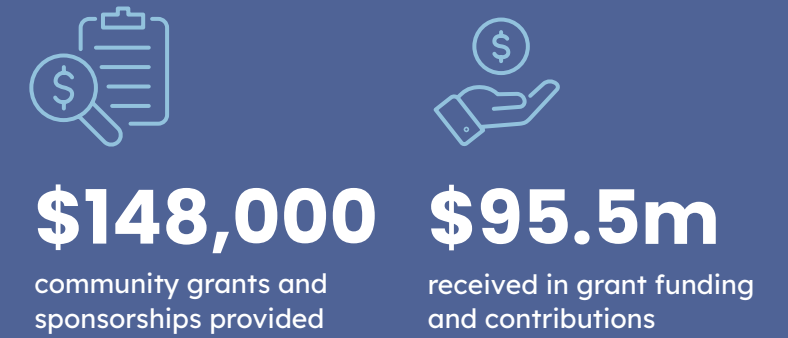 $
$
$148,000
community grants and
sponsorships provided
$95.5m
received in grant funding
and contributions